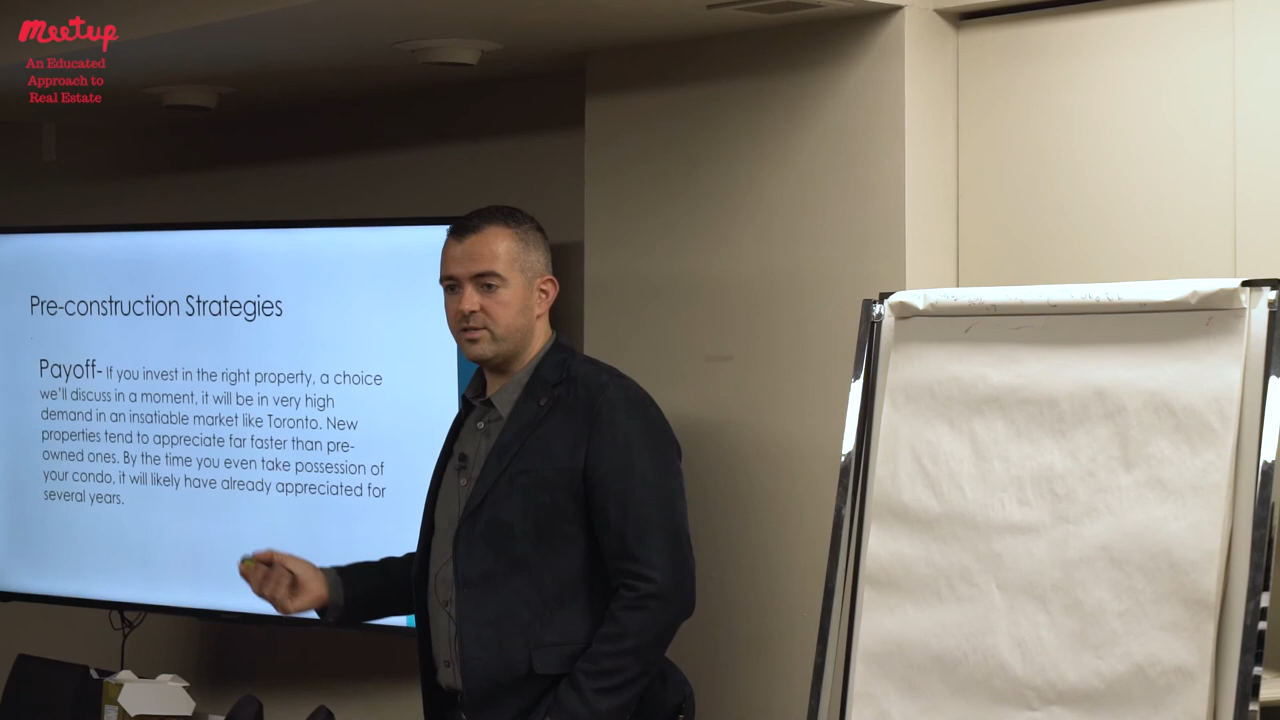 Meetup
An Educated
Approach to
Real Estate
Pre-construction Strategies
Payoff- If you invest in the right property, a choice
we'll discuss in a moment, it will be in very high
demand in an insatiable market like Toronto. New
properties tend to appreciate far faster than pre-
owned ones. By the time you even take possession of
your condo, it will likely have already appreciated for
several years.